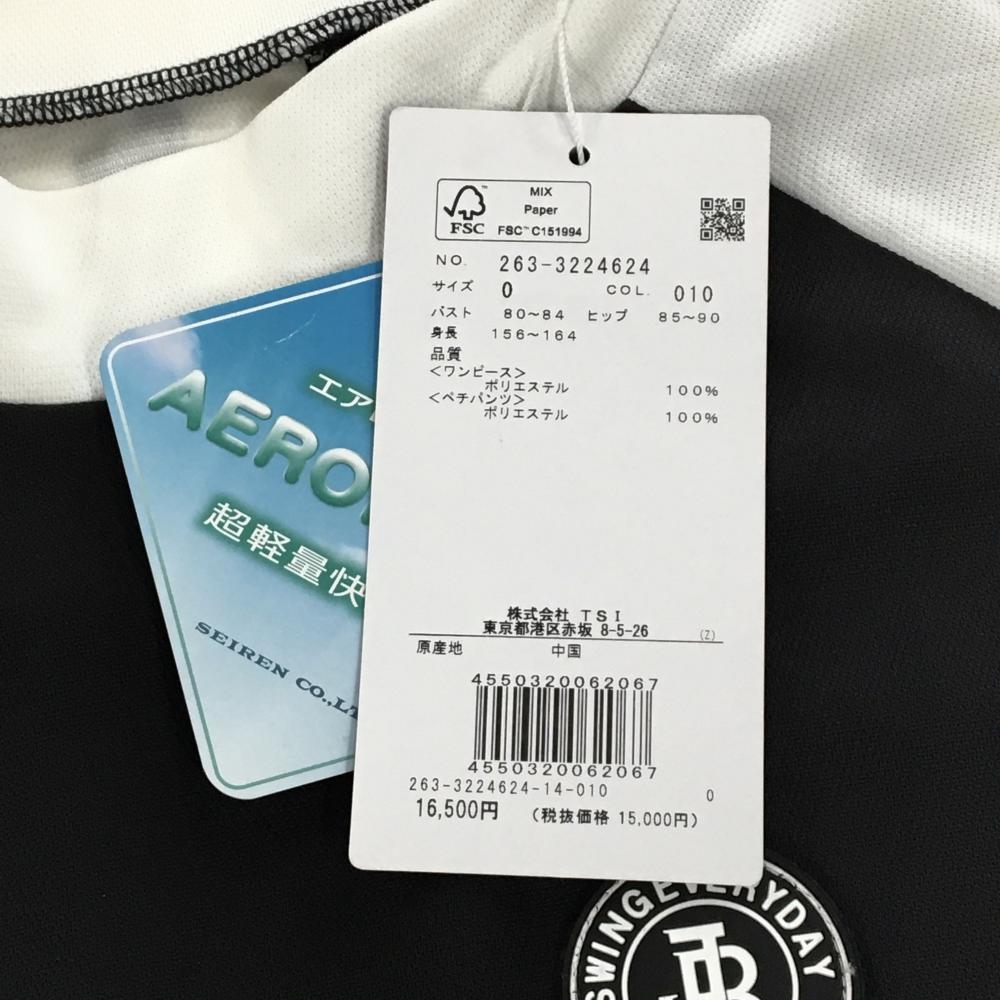 MIX
Paper
FSC
FSC™ C151994
NO. 263-3224624
サイズ 0 COL. 010
バスト 80～84 ヒップ 85～90
身長 156～164
品質
＜ワンピース＞
ポリエステル 100%
＜ペチパンツ＞
ポリエステル 100%
株式会社 TSI
東京都港区赤坂 8-5-26 (Z)
原産地 中国
4550320062067
4550320062067
263-3224624-14-010 0
16,500円 (税抜価格 15,000円)
エア
AERO
超軽量快
SEIREN CO.,LT
SWING EVERYDAY